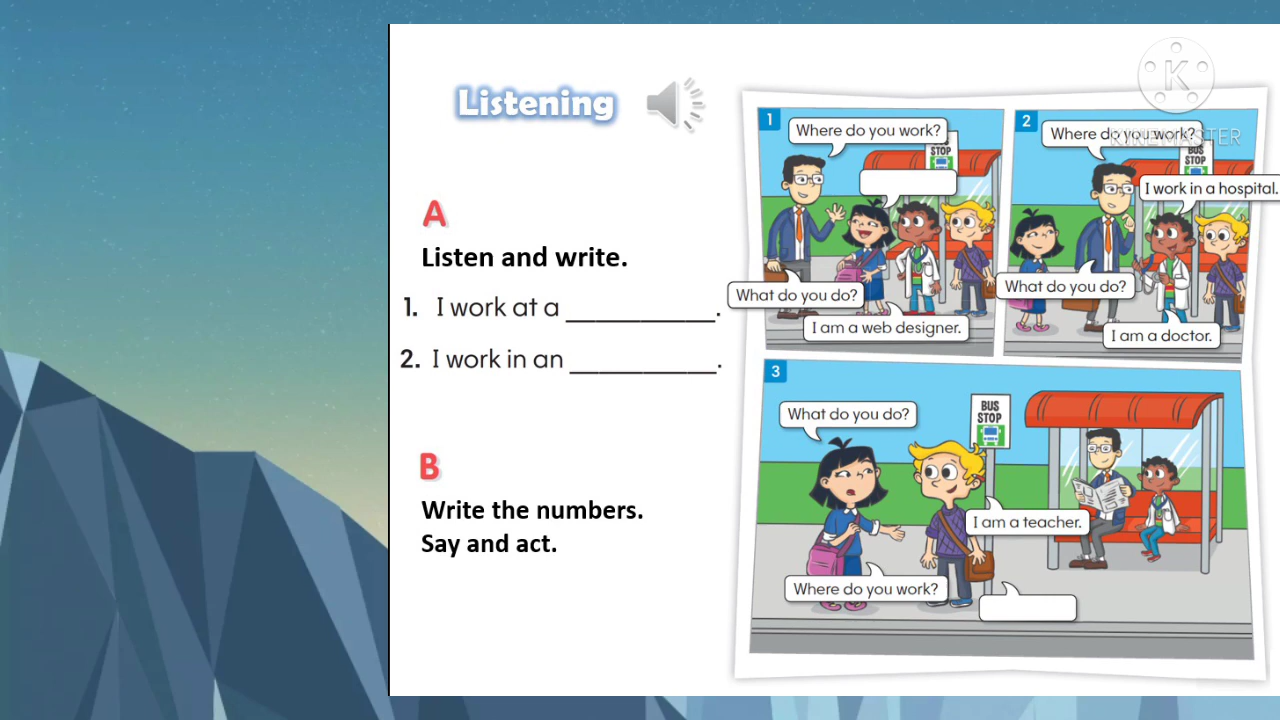 Listening
A
Listen and write.
1. I work at a ___________.
2. I work in an ___________.
B
Write the numbers.
Say and act.
K
KINEMASTER
1
Where do you work?
BUS
STOP
What do you do?
I am a web designer.
2
Where do you work?
BUS
STOP
I work in a hospital.
What do you do?
I am a doctor.
3
What do you do?
BUS
STOP
I am a teacher.
Where do you work?